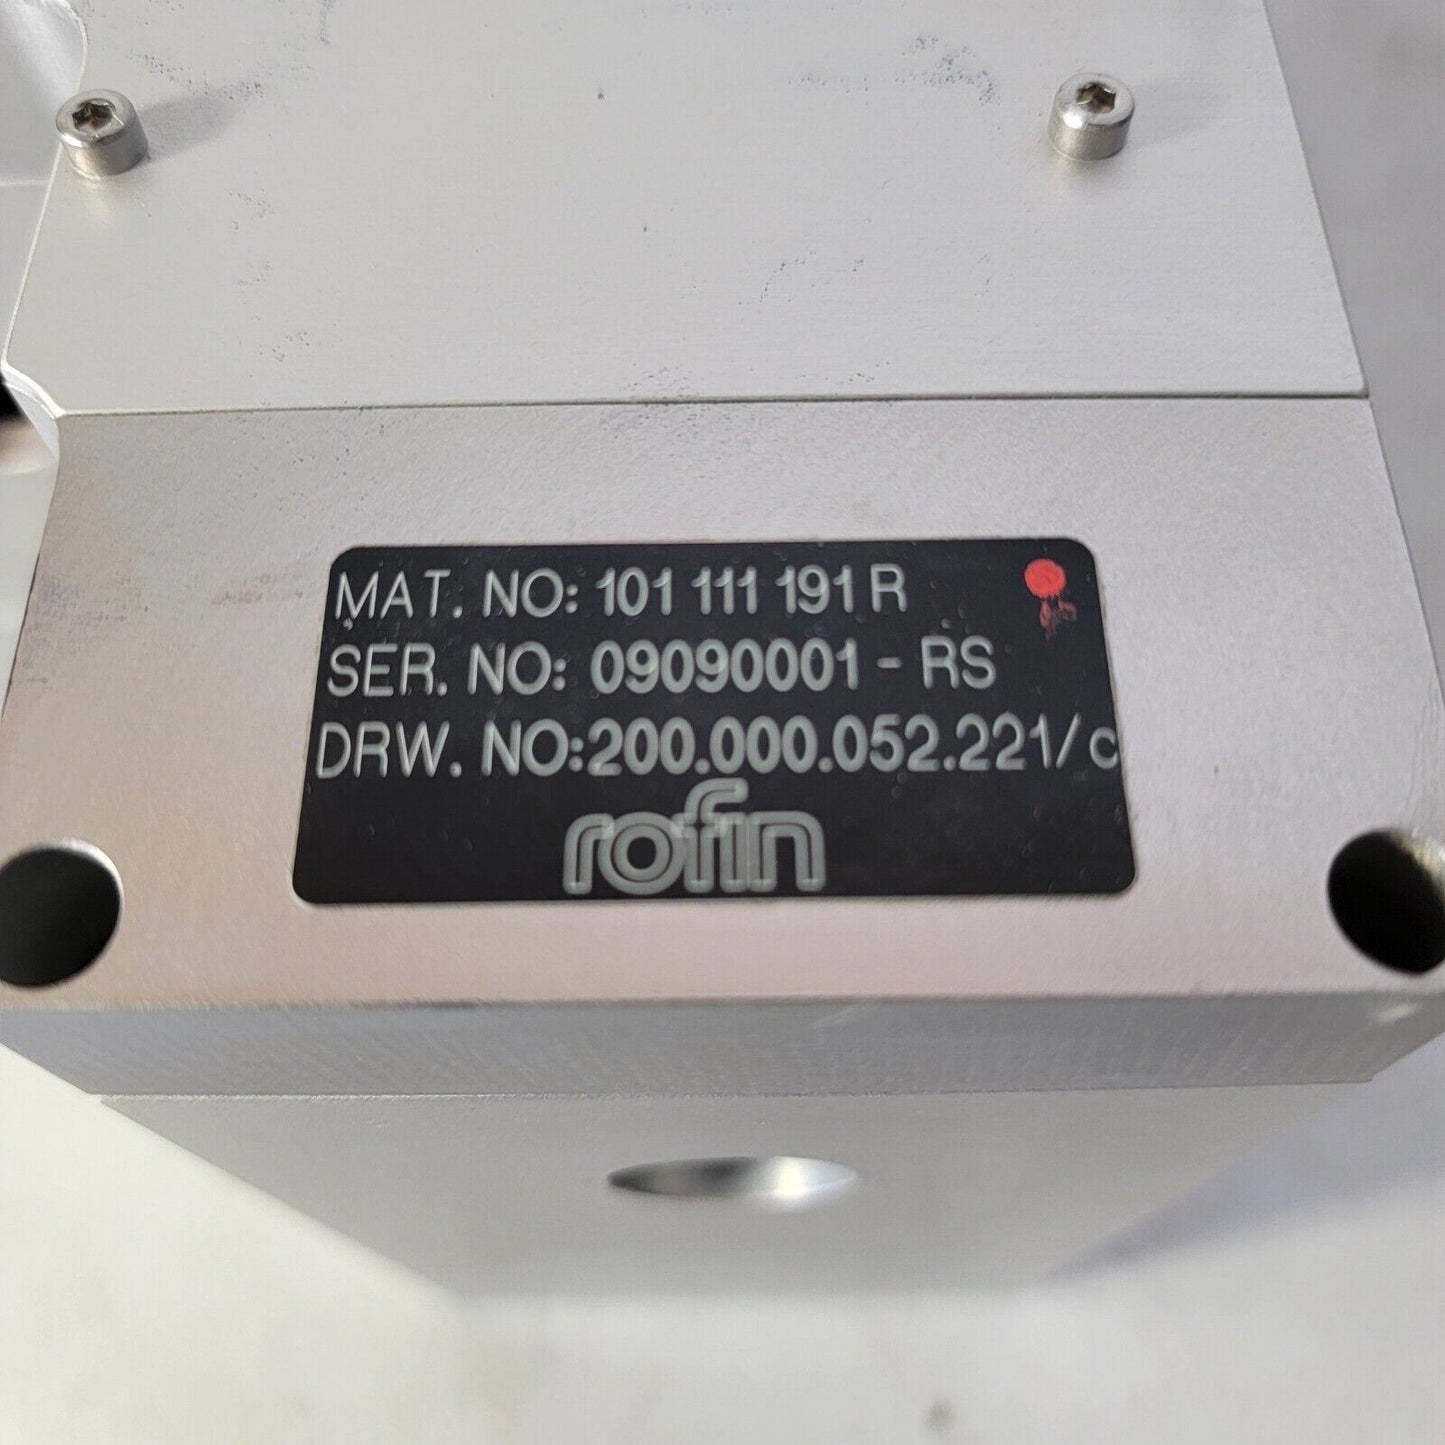 MAT. NO: 101 111 191 R
SER. NO: 09090001 - RS
DRW. NO:200.000.052.221/c
rofin